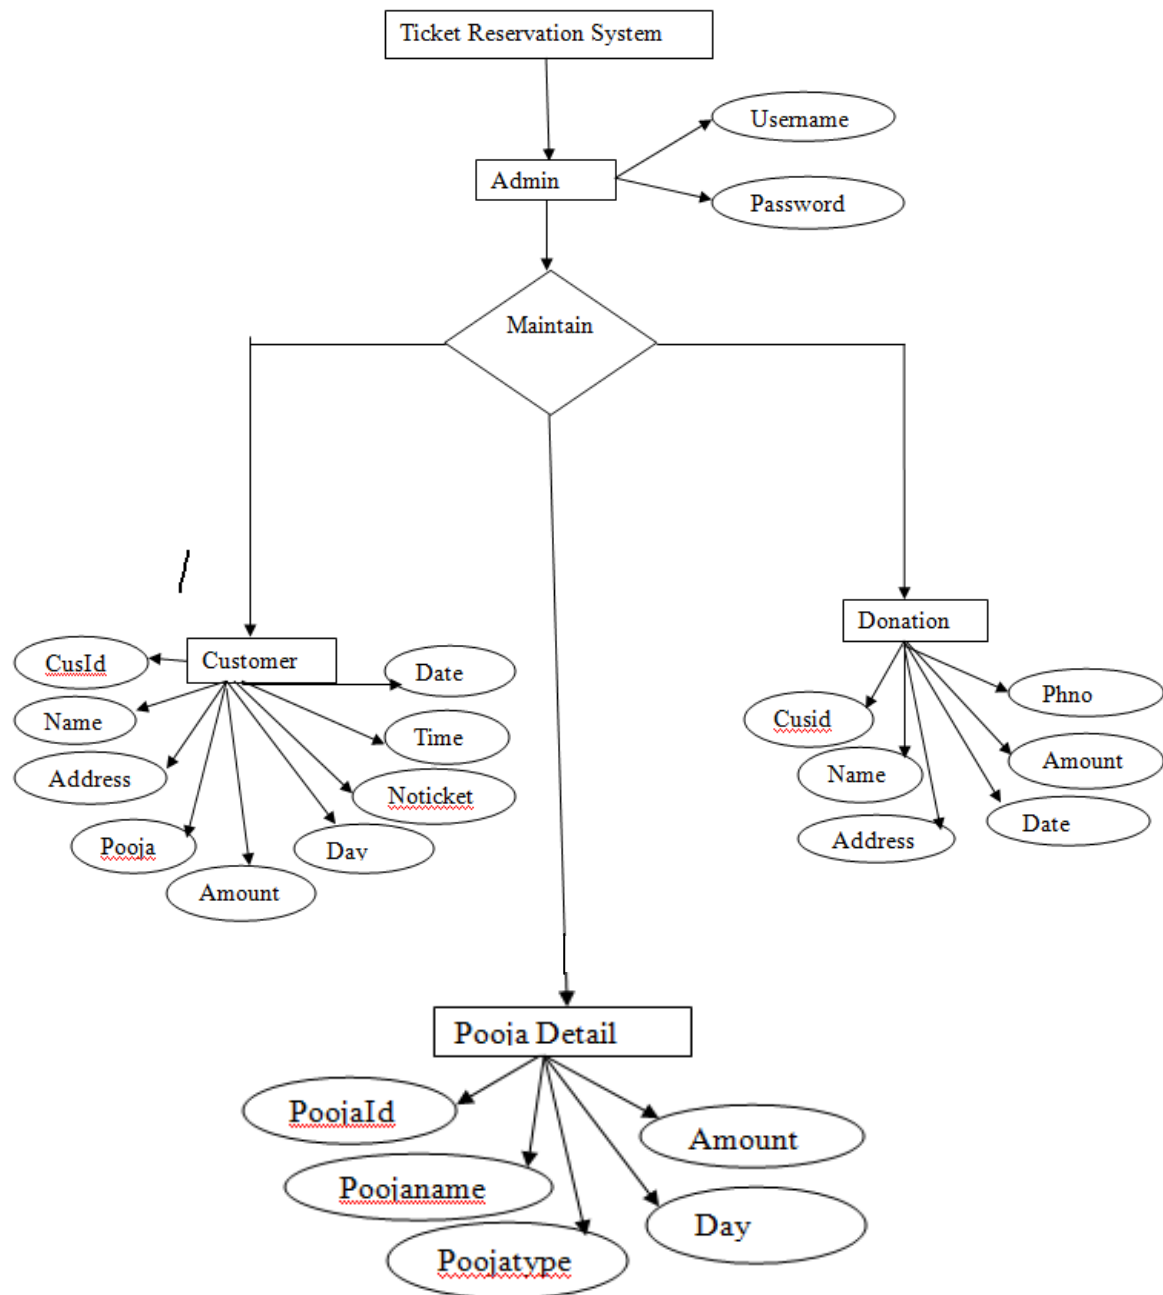 Ticket Reservation System
Username
Admin
Password
Maintain
Donation
CusId
Customer
Date
Phno
Name
Cusid
Time
Address
Name
Amount
Noticket
Pooja
Day
Address
Date
Amount
Pooja Detail
PoojaId
Amount
Poojaname
Day
Poojatype